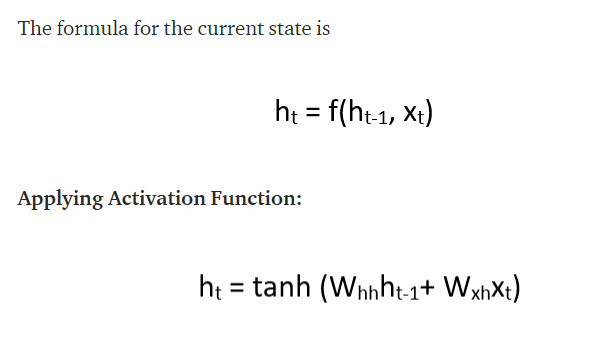 The formula for the current state is
hₜ = f(hₜ₋₁, xₜ)
Applying Activation Function:
hₜ = tanh (Wₕₕhₜ₋₁+ Wₓₕxₜ)